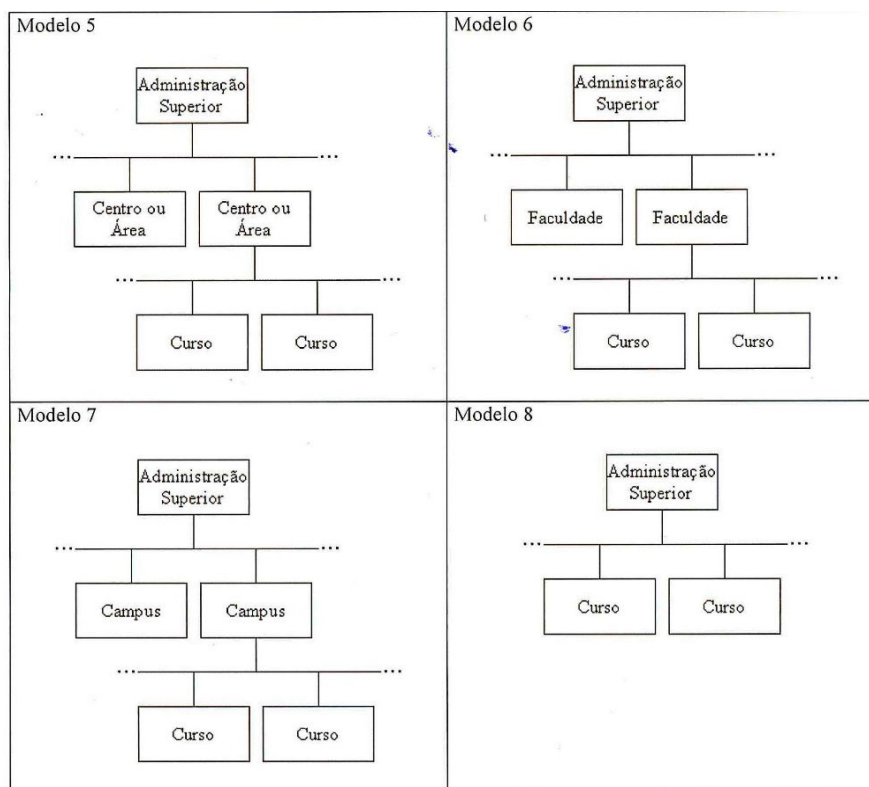 Modelo 5
Administração
Superior
...
...
Centro ou
Área
Centro ou
Área
...
...
Curso
Curso
Modelo 6
Administração
Superior
...
...
Faculdade
Faculdade
...
...
Curso
Curso
Modelo 7
Administração
Superior
...
...
Campus
Campus
...
...
Curso
Curso
Modelo 8
Administração
Superior
...
...
Curso
Curso